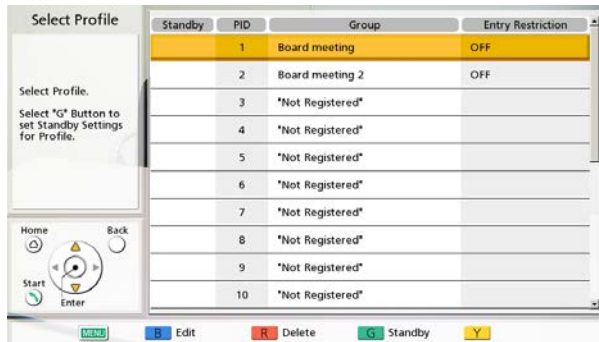 Select Profile
Select Profile.
Select "G" Button to
set Standby Settings
for Profile.
Home Back
Start
Enter
Standby PID Group Entry Restriction
1 Board meeting OFF
2 Board meeting 2 OFF
3 "Not Registered"
4 "Not Registered"
5 "Not Registered"
6 "Not Registered"
7 "Not Registered"
8 "Not Registered"
9 "Not Registered"
10 "Not Registered"
MENU B Edit R Delete G Standby Y